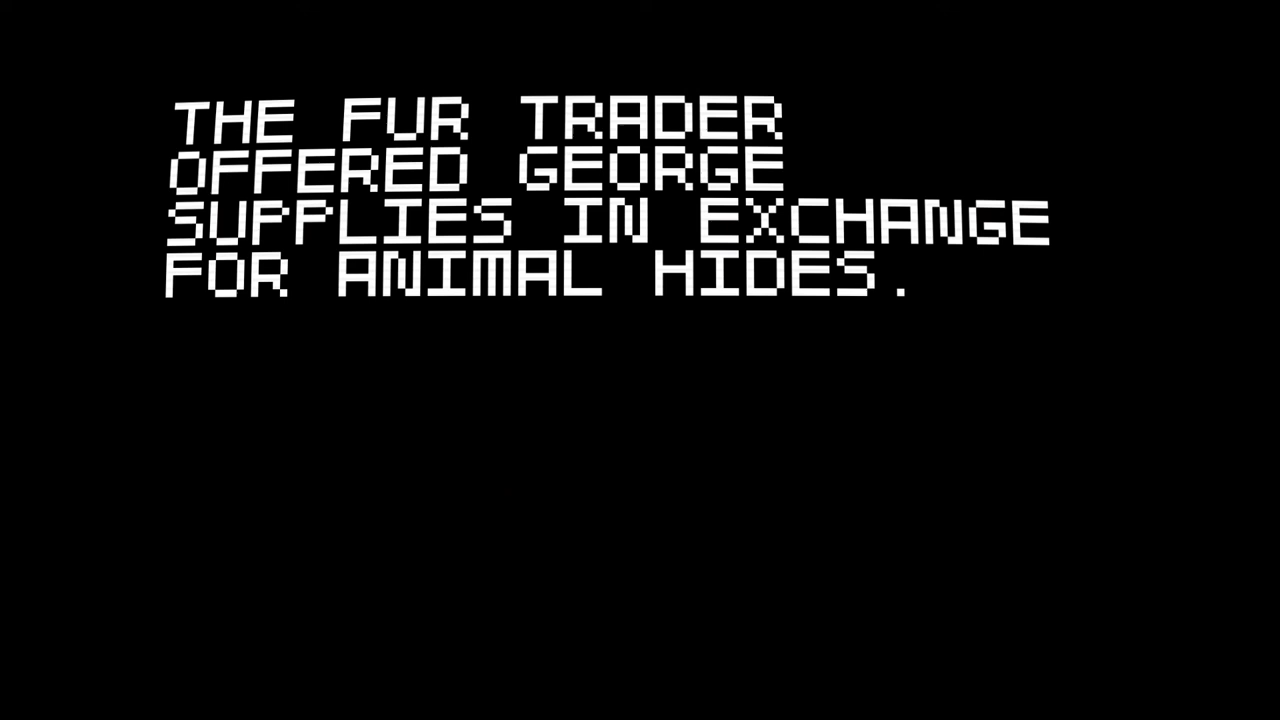 THE FUR TRADER
OFFERED GEORGE
SUPPLIES IN EXCHANGE
FOR ANIMAL HIDES.